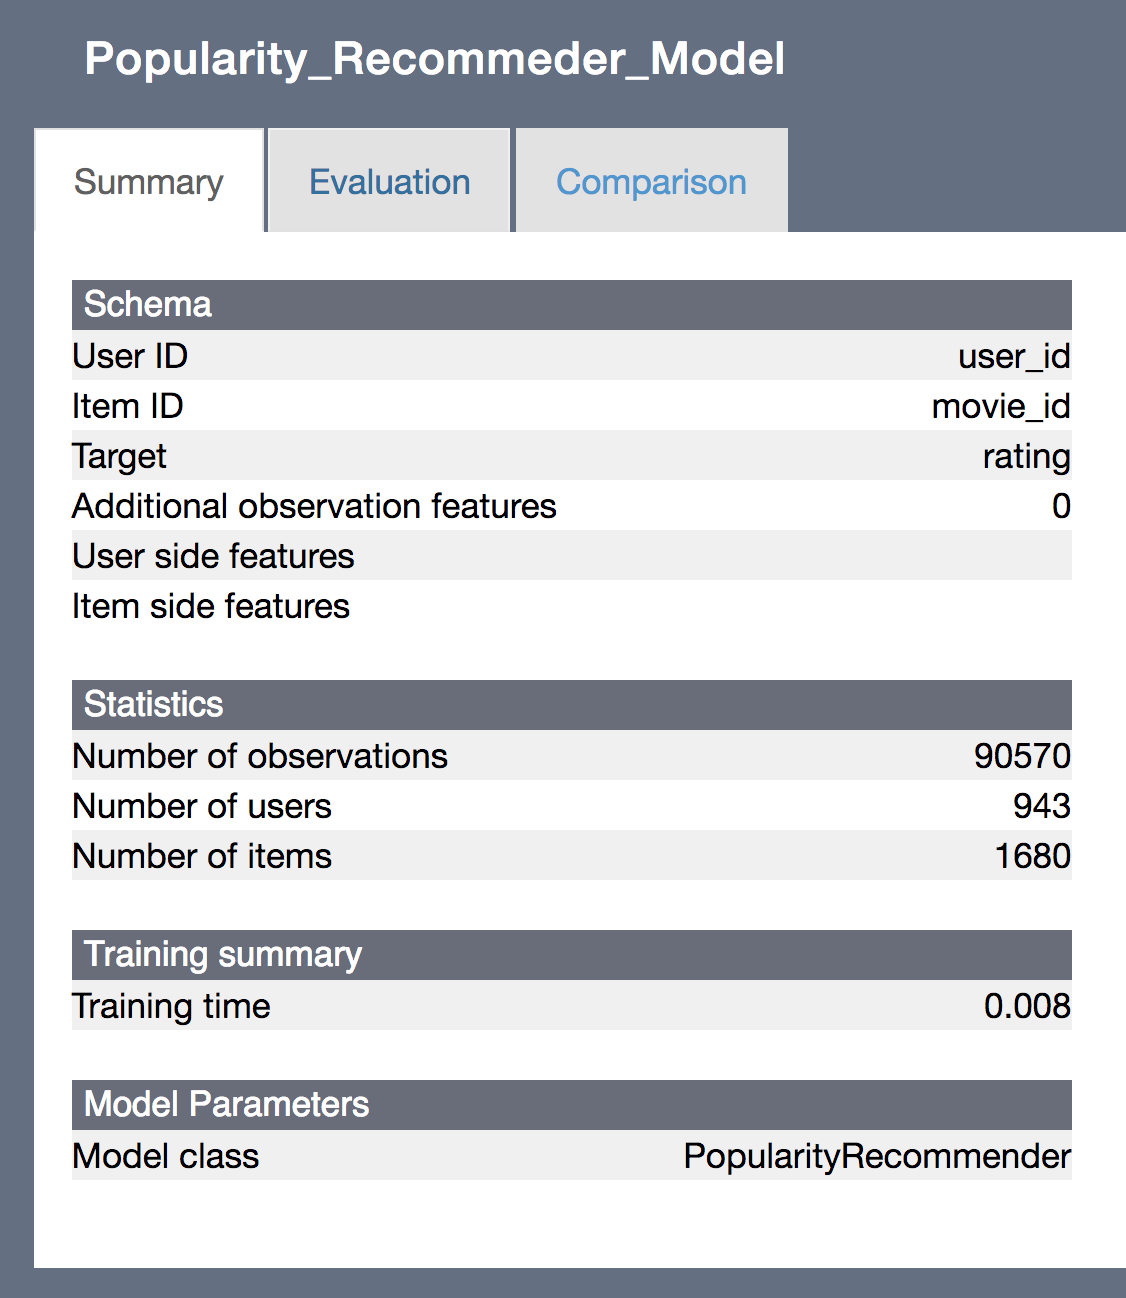 Popularity_Recommeder_Model
Summary Evaluation Comparison
Schema
User ID user_id
Item ID movie_id
Target rating
Additional observation features 0
User side features
Item side features
Statistics
Number of observations 90570
Number of users 943
Number of items 1680
Training summary
Training time 0.008
Model Parameters
Model class PopularityRecommender